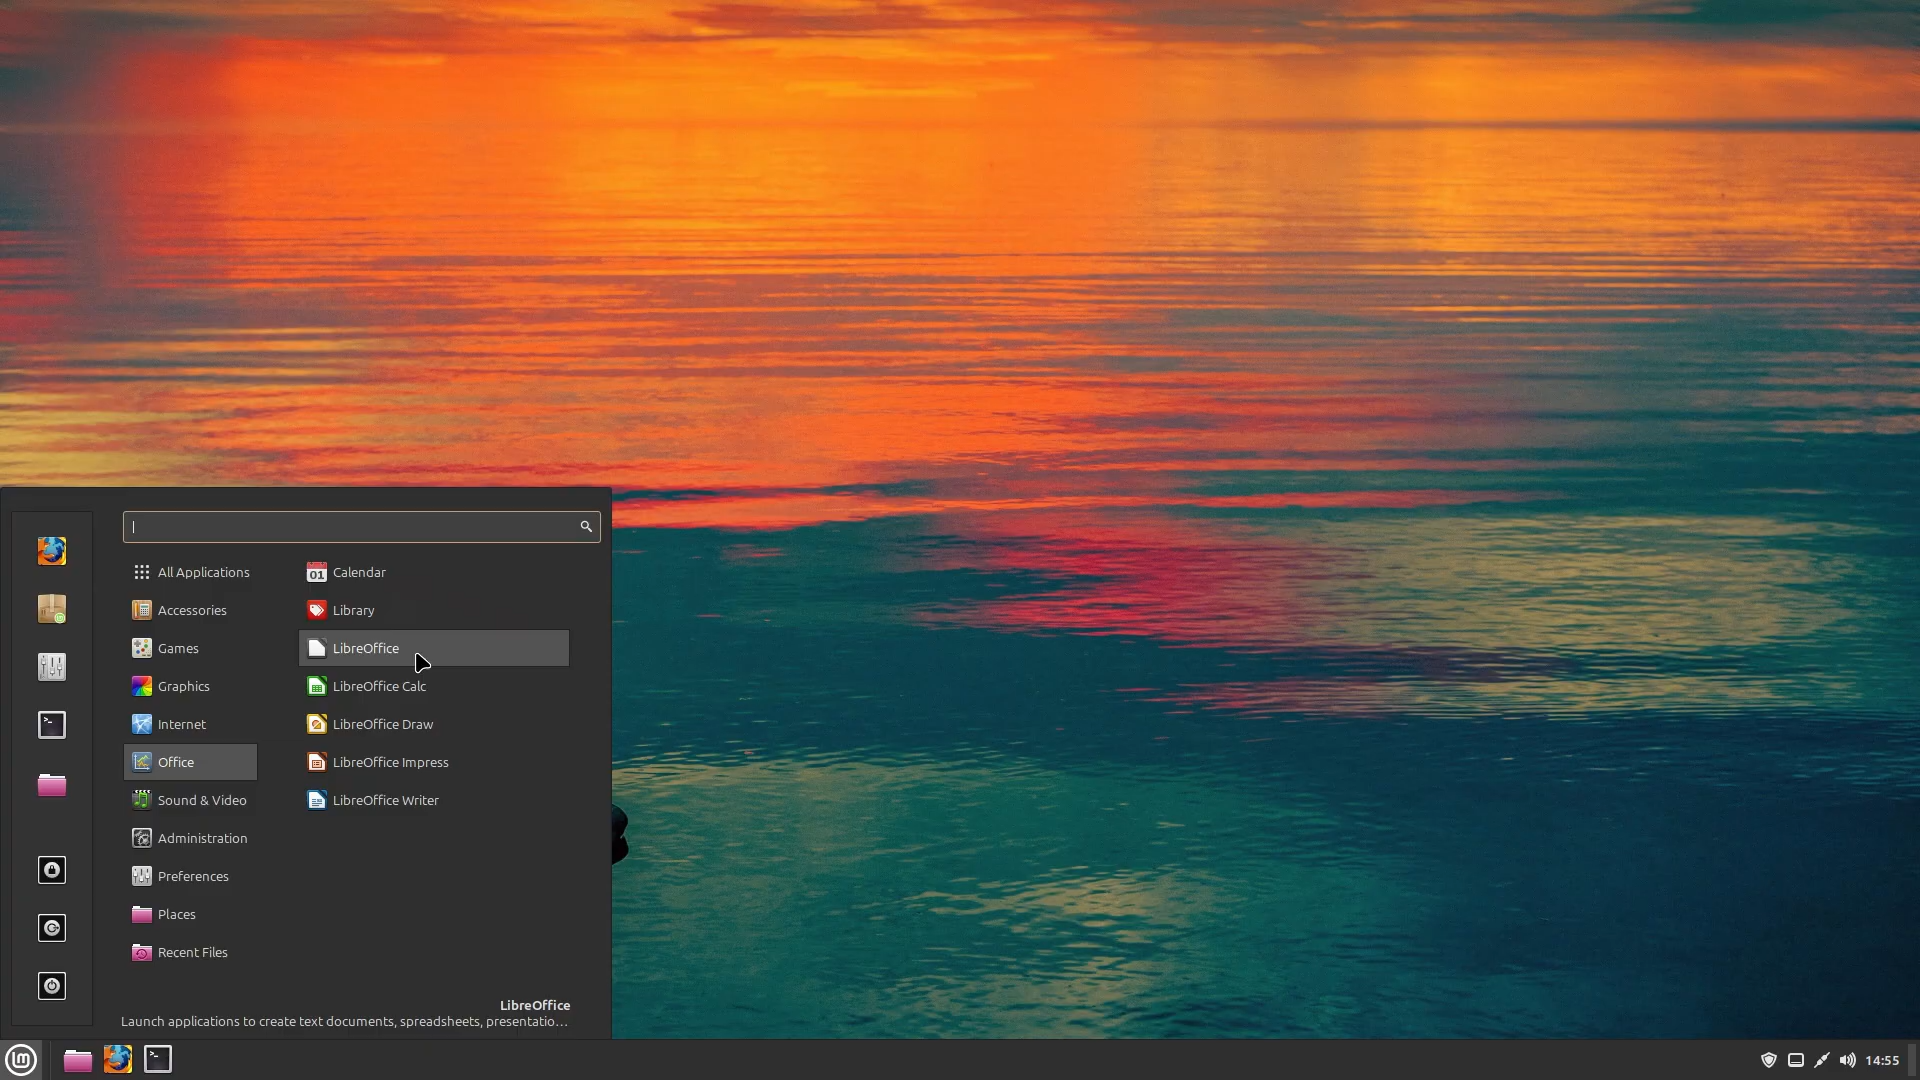 All Applications
Accessories
Games
Graphics
Internet
Office
Sound & Video
Administration
Preferences
Places
Recent Files
01
Calendar
Library
LibreOffice
LibreOffice Calc
LibreOffice Draw
LibreOffice Impress
LibreOffice Writer
LibreOffice
Launch applications to create text documents, spreadsheets, presentatio...
14:55